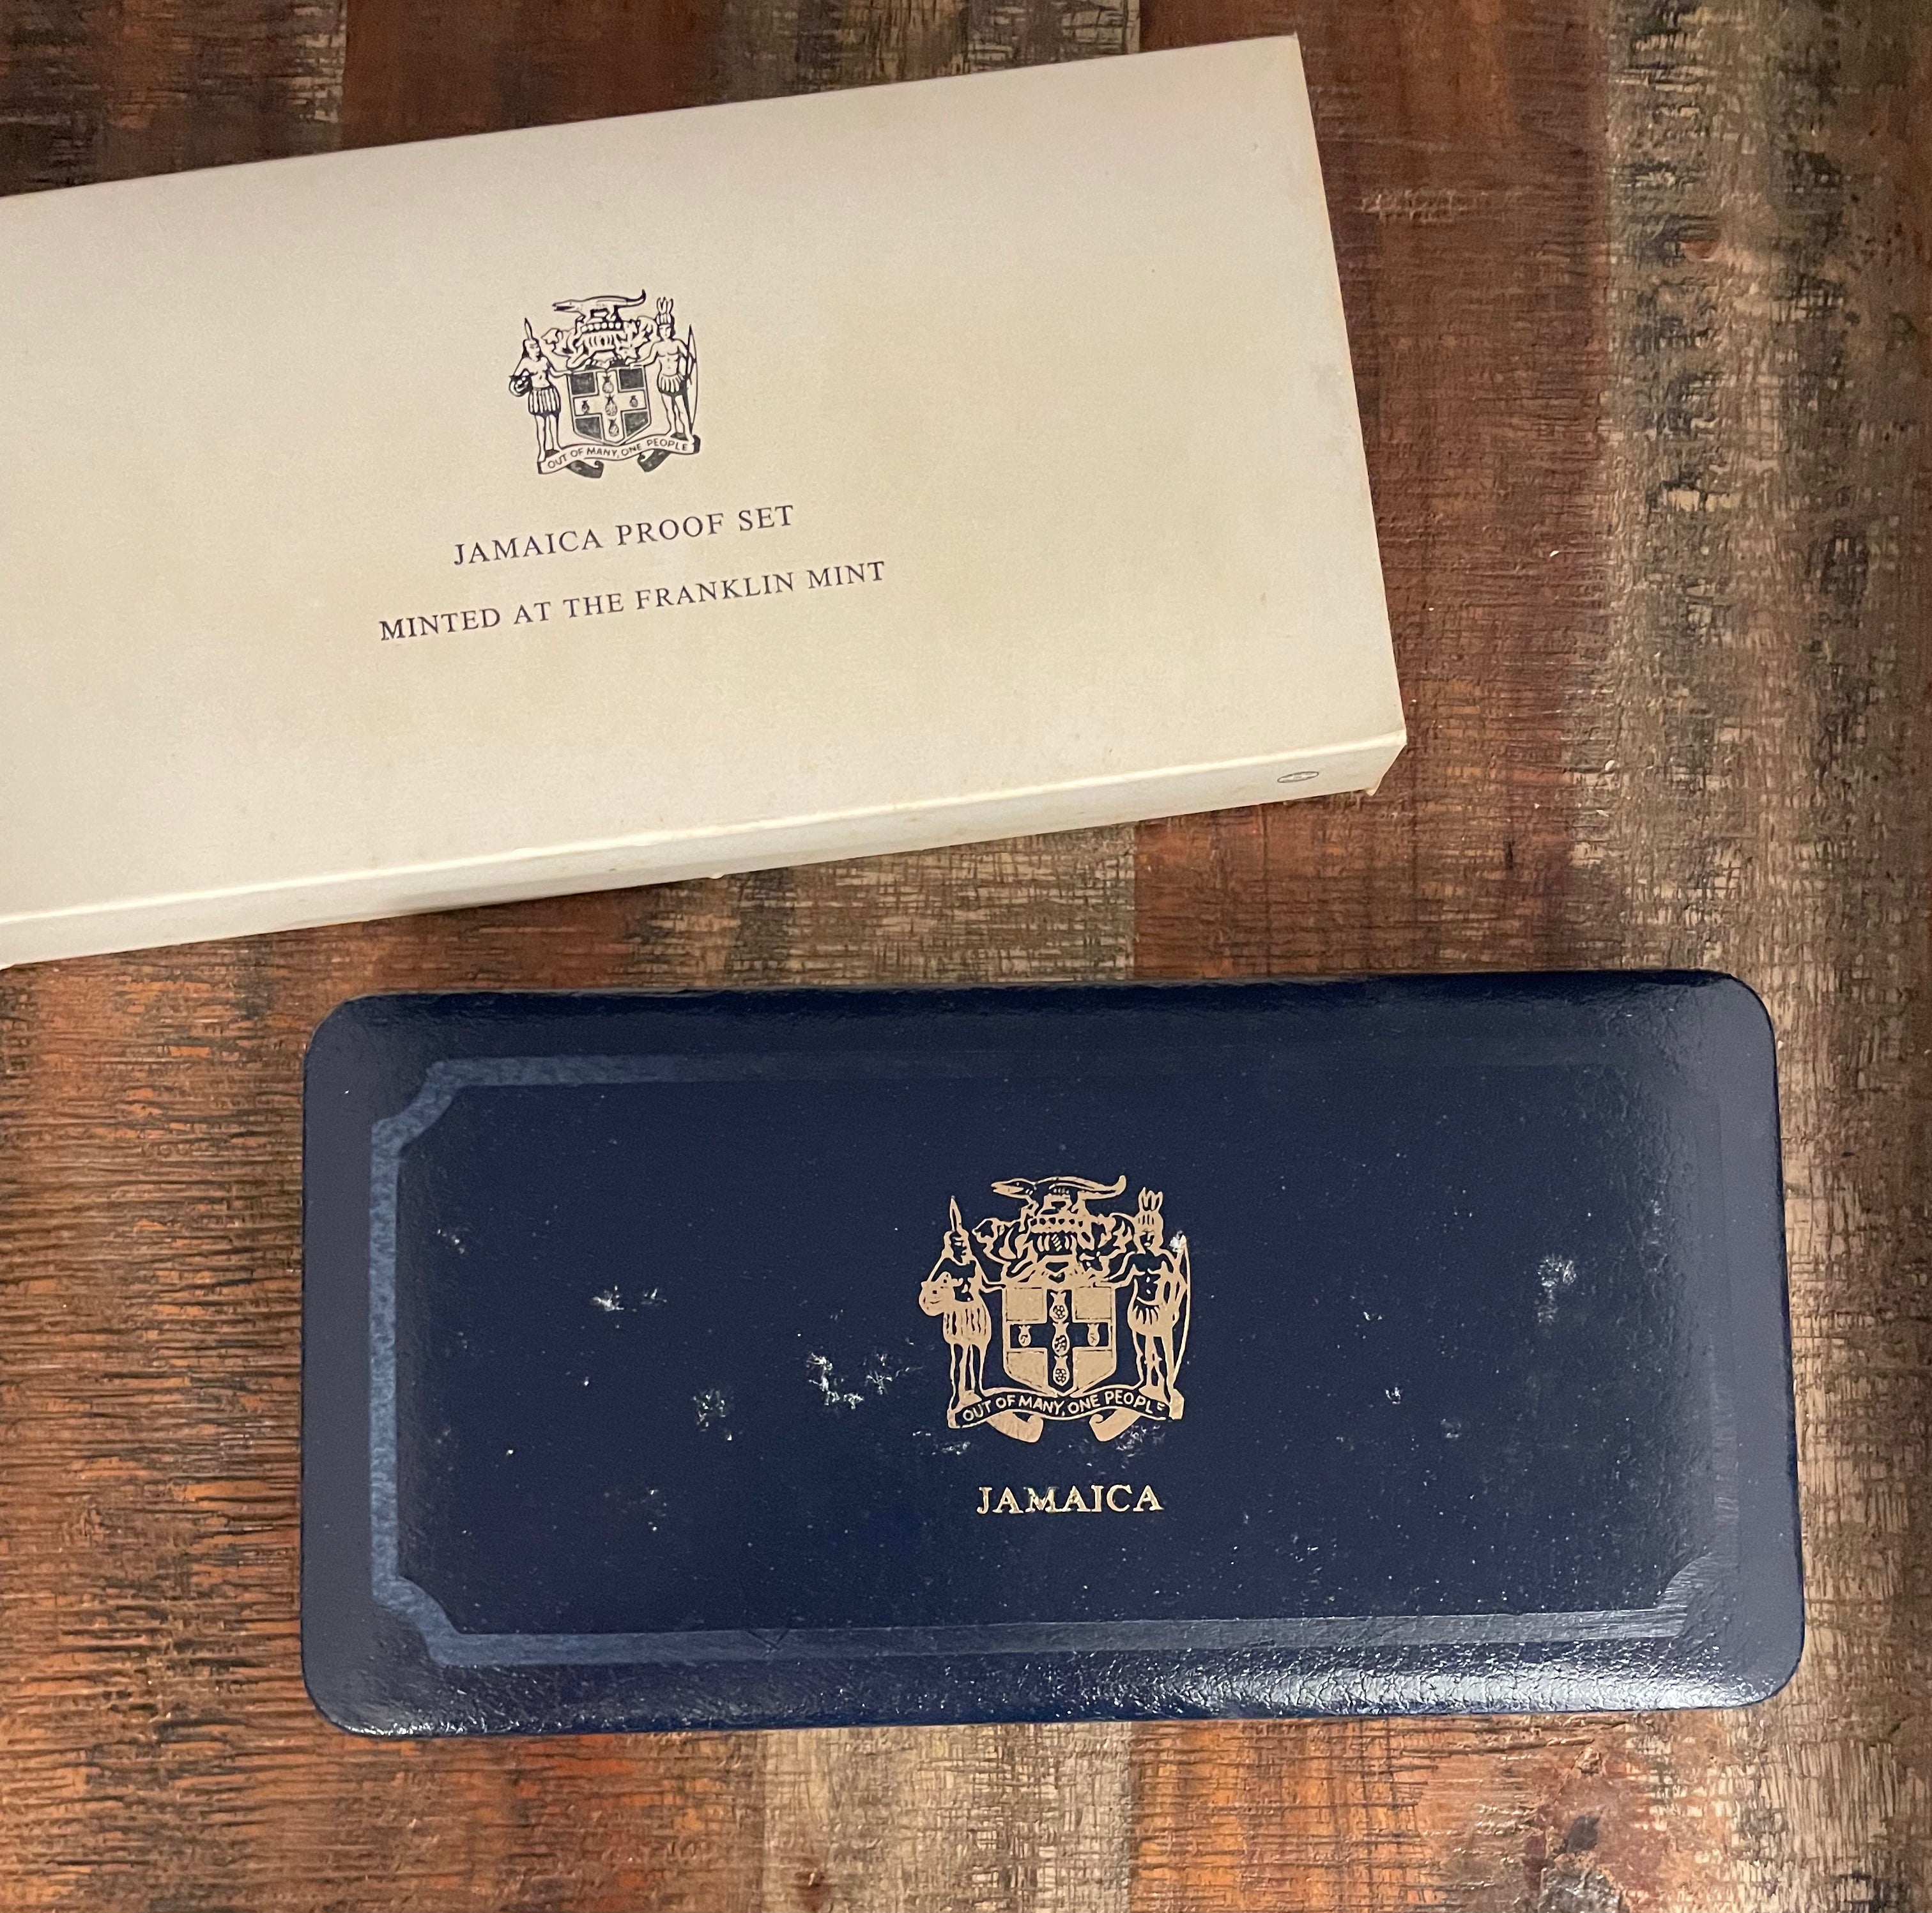 OUT OF MANY, ONE PEOPLE
JAMAICA PROOF SET
MINTED AT THE FRANKLIN MINT
OUT OF MANY, ONE PEOPLE
JAMAICA